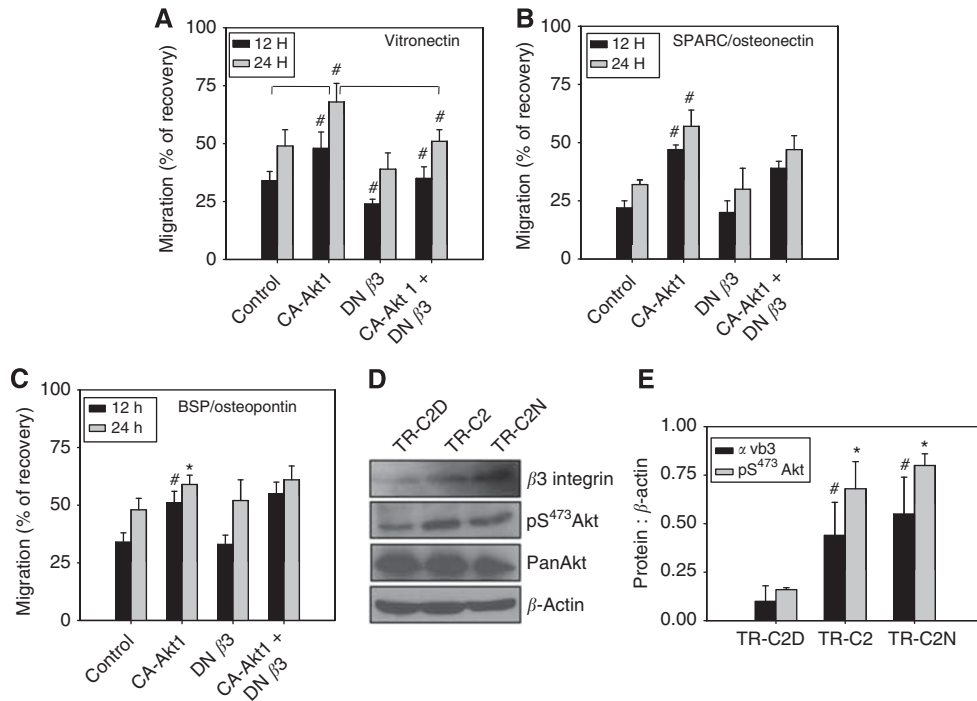 A
Vitronectin
12 H
24 H
#
#
#
#
#
100
75
50
25
0
Migration (% of recovery)
Control
CA-Akt1
DN β3
CA-Akt 1 +
DN β3
B
SPARC/osteonectin
12 H
24 H
#
#
100
75
50
25
0
Migration (% of recovery)
Control
CA-Akt1
DN β3
CA-Akt1 +
DN β3
C
BSP/osteopontin
12 h
24 h
#
*
100
75
50
25
0
Migration (% of recovery)
Control
CA-Akt1
DN β3
CA-Akt1 +
DN β3
D
TR-C2D
TR-C2
TR-C2N
β3 integrin
pS⁴⁷³Akt
PanAkt
β-Actin
E
α vb3
pS⁴⁷³ Akt
#
*
#
*
1.00
0.75
0.50
0.25
0.00
Protein : β-actin
TR-C2D
TR-C2
TR-C2N